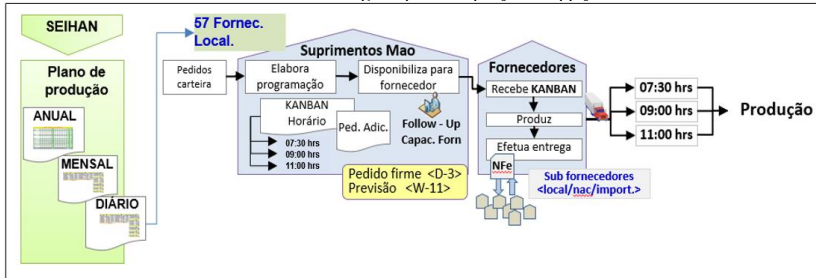 SEIHAN
57 Fornec.
Local.
Plano de
produção
ANUAL
MENSAL
DIÁRIO
Suprimentos Mao
Pedidos
carteira
Elabora
programação
Disponibiliza para
fornecedor
KANBAN
Horário
07:30 hrs
09:00 hrs
11:00 hrs
Ped. Adic.
Follow - Up
Capac. Forn
Pedido firme <D-3>
Previsão <W-11>
Fornecedores
Recebe KANBAN
Produz
Efetua entrega
NFe
Sub fornecedores
<local/nac/import.>
07:30 hrs
09:00 hrs
11:00 hrs
Produção